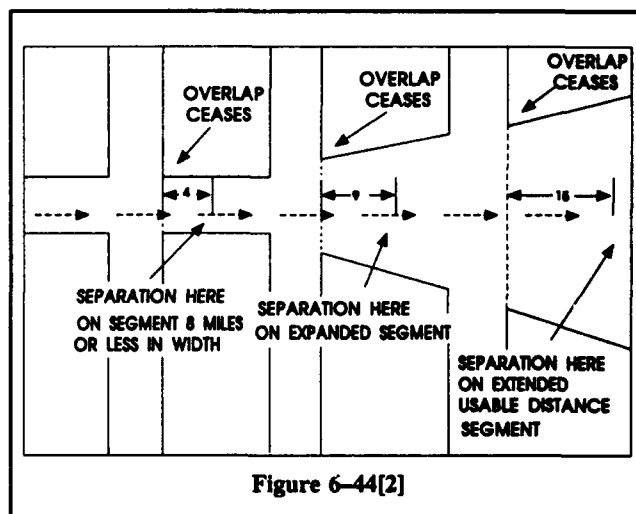 OVERLAP
CEASES
OVERLAP
CEASES
OVERLAP
CEASES
4
9
15
SEPARATION HERE
ON SEGMENT 8 MILES
OR LESS IN WIDTH
SEPARATION HERE
ON EXPANDED SEGMENT
SEPARATION HERE
ON EXTENDED
USABLE DISTANCE
SEGMENT
Figure 6–44[2]